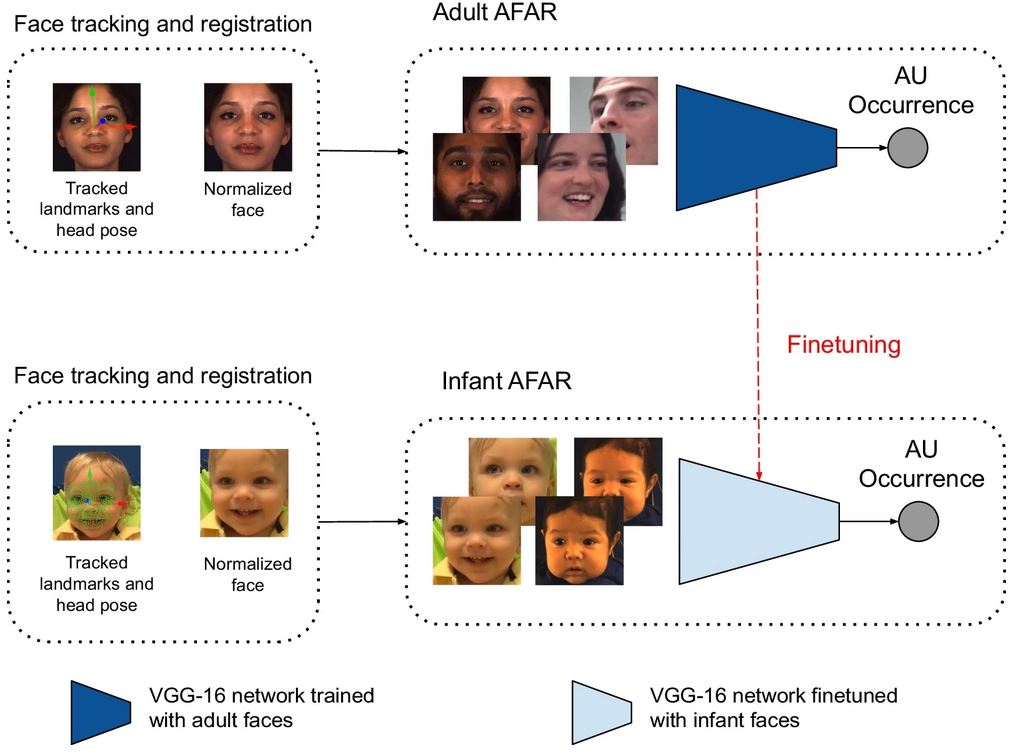 Face tracking and registration
Adult AFAR
Tracked
landmarks and
head pose
Normalized
face
AU
Occurrence
Finetuning
Face tracking and registration
Infant AFAR
Tracked
landmarks and
head pose
Normalized
face
AU
Occurrence
VGG-16 network trained
with adult faces
VGG-16 network finetuned
with infant faces